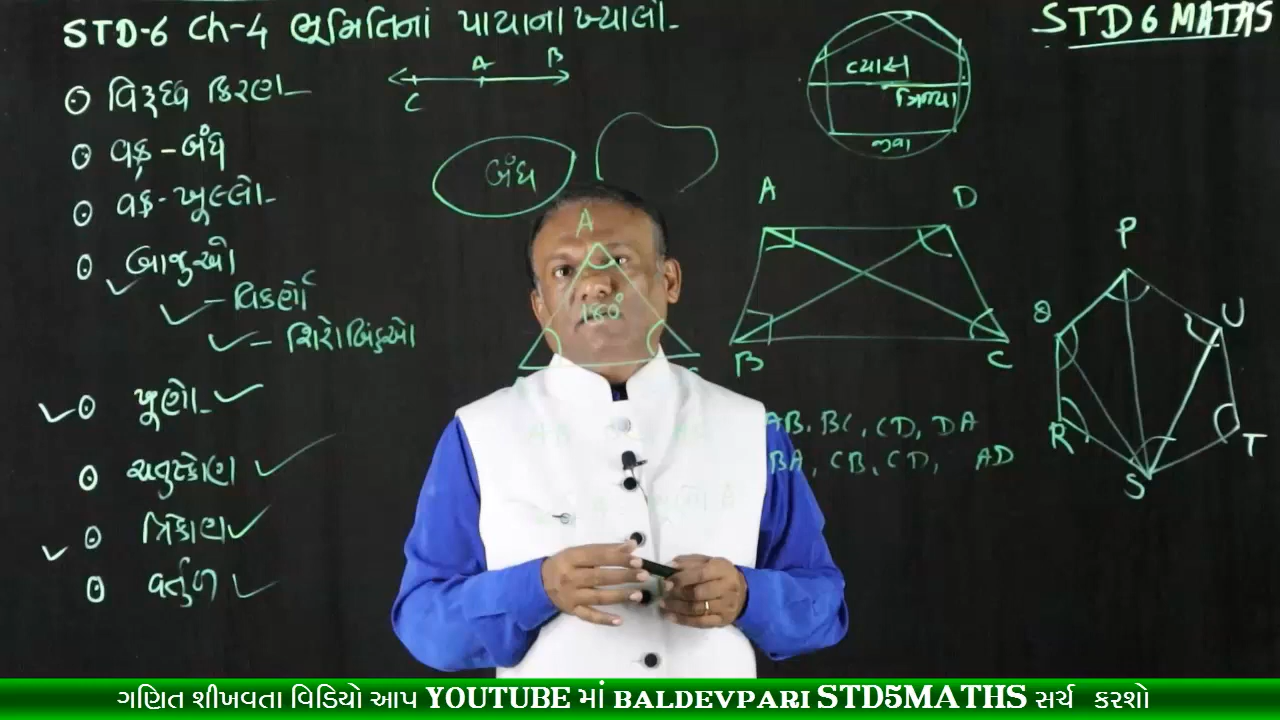 STD-6 Ch-4 ભૂમિતિનાં પાયાના ખ્યાલો
STD 6 MATHS
વિરૂધ્ધ કિરણ
વક્ર - બંધ
વક્ર - ખુલ્લો
બાજુઓ
- વિકર્ણો
- શિરોબિંદુઓ
ખૂણો
ચતુષ્કોણ
ત્રિકોણ
વર્તુળ
A B
C
બંધ
વ્યાસ
ત્રિજ્યા
જીવા
A
180°
A D
B C
AB, BC, CD, DA
BA, CB, CD, AD
P
Q U
R T
S
ગણિત શીખવતા વિડિયો આપ YOUTUBE માં BALDEVPARI STD5MATHS સર્ચ કરશો